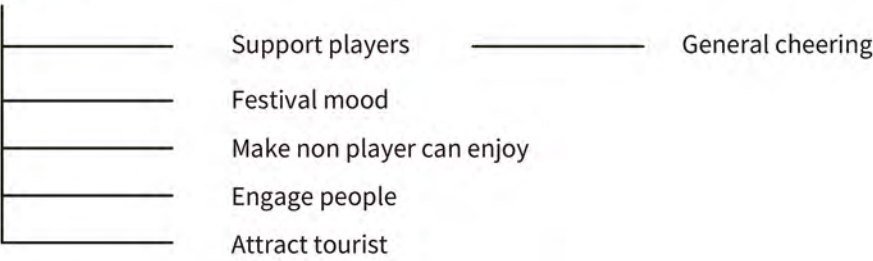 Support players General cheering
Festival mood
Make non player can enjoy
Engage people
Attract tourist